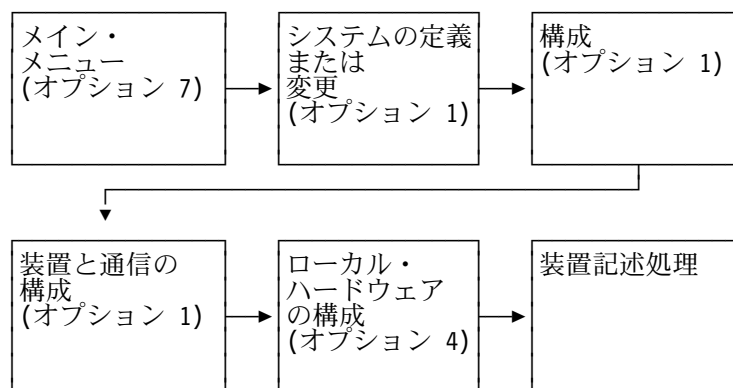 メイン・
メニュー
(オプション 7)
システムの定義
または
変更
(オプション 1)
構成
(オプション 1)
装置と通信の
構成
(オプション 1)
ローカル・
ハードウェア
の構成
(オプション 4)
装置記述処理